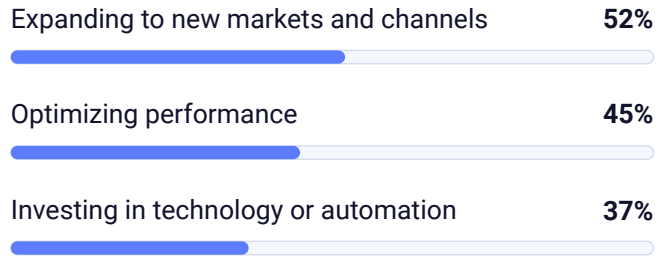 Expanding to new markets and channels 52%
Optimizing performance 45%
Investing in technology or automation 37%